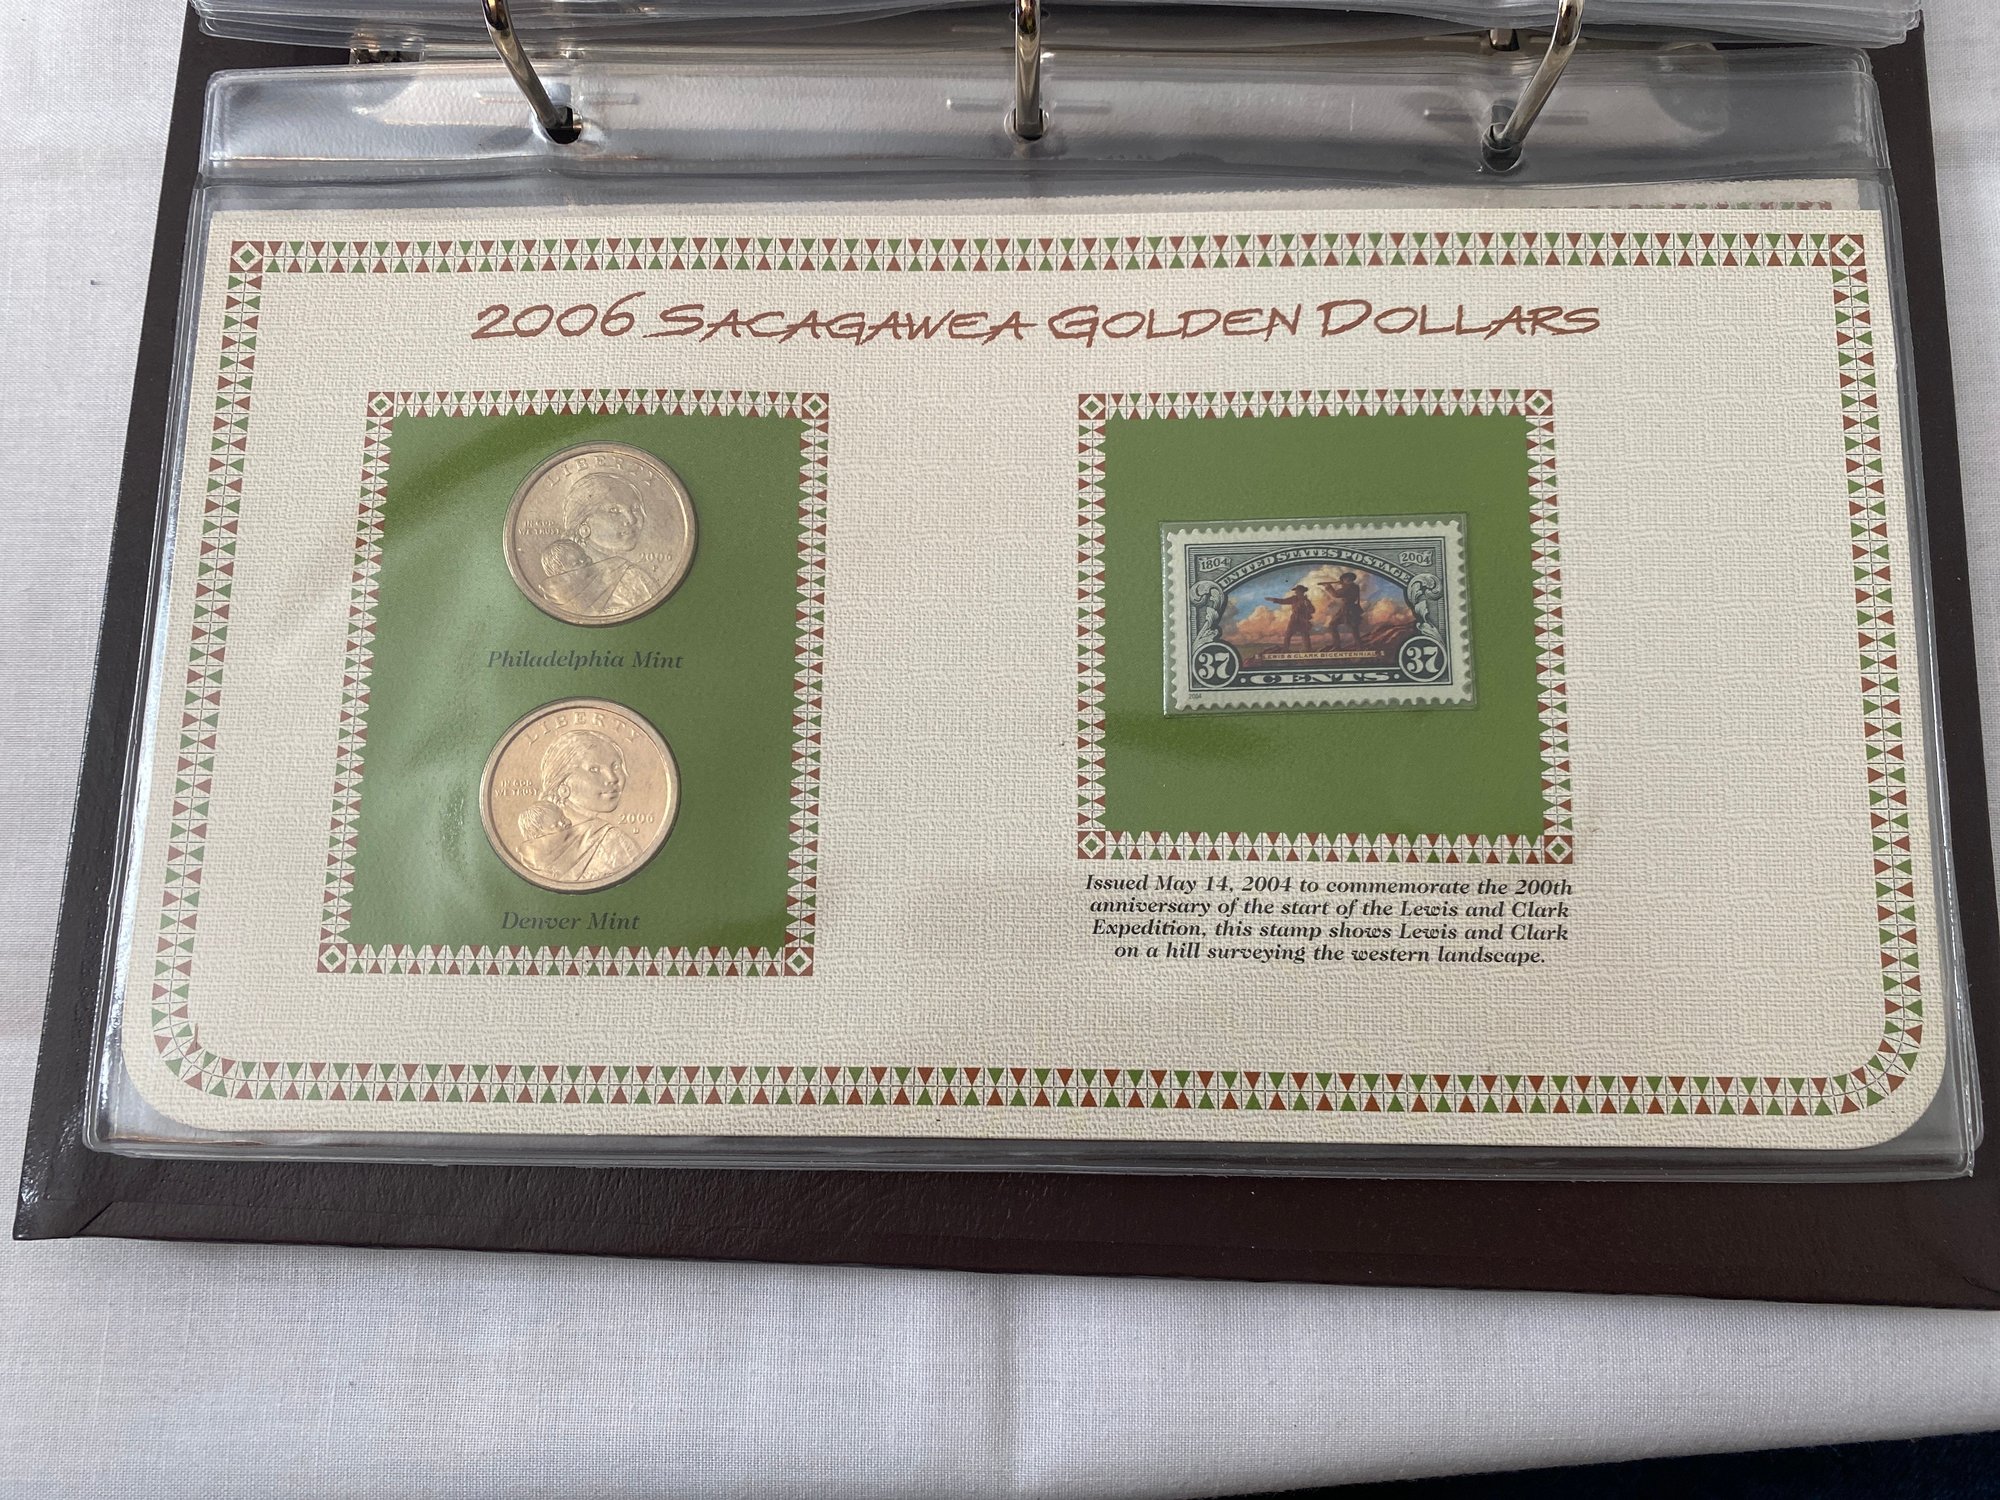 2006 SACAGAWEA GOLDEN DOLLARS
LIBERTY
IN GOD
WE TRUST
2006
P
Philadelphia Mint
LIBERTY
IN GOD
WE TRUST
2006
D
Denver Mint
1804
UNITED STATES POSTAGE
2004
LEWIS & CLARK BICENTENNIAL
37
CENTS
37
2004
Issued May 14, 2004 to commemorate the 200th
anniversary of the start of the Lewis and Clark
Expedition, this stamp shows Lewis and Clark
on a hill surveying the western landscape.